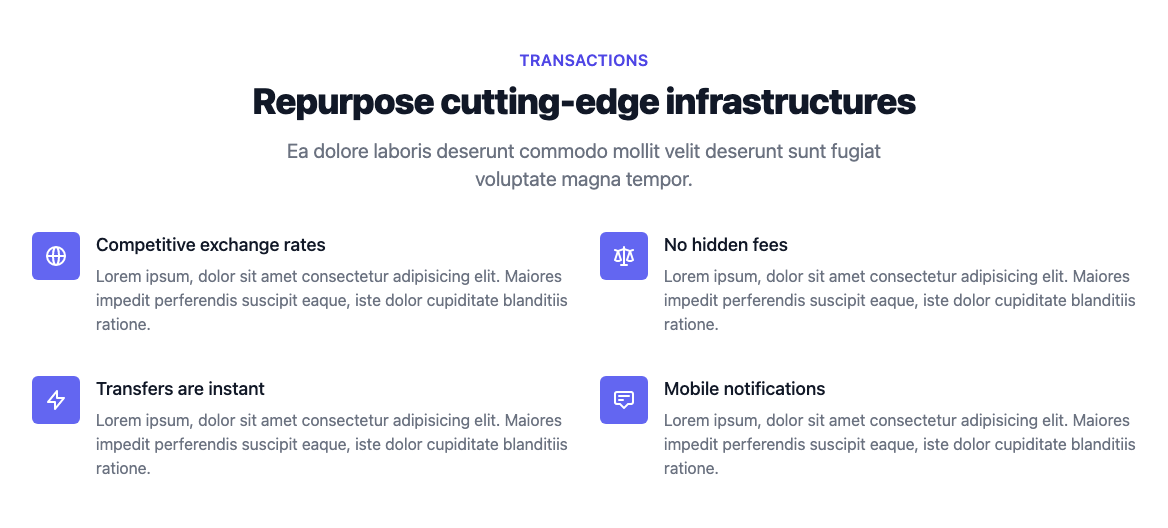 TRANSACTIONS
Repurpose cutting-edge infrastructures
Ea dolore laboris deserunt commodo mollit velit deserunt sunt fugiat
voluptate magna tempor.
Competitive exchange rates
Lorem ipsum, dolor sit amet consectetur adipisicing elit. Maiores
impedit perferendis suscipit eaque, iste dolor cupiditate blanditiis
ratione.
No hidden fees
Lorem ipsum, dolor sit amet consectetur adipisicing elit. Maiores
impedit perferendis suscipit eaque, iste dolor cupiditate blanditiis
ratione.
Transfers are instant
Lorem ipsum, dolor sit amet consectetur adipisicing elit. Maiores
impedit perferendis suscipit eaque, iste dolor cupiditate blanditiis
ratione.
Mobile notifications
Lorem ipsum, dolor sit amet consectetur adipisicing elit. Maiores
impedit perferendis suscipit eaque, iste dolor cupiditate blanditiis
ratione.